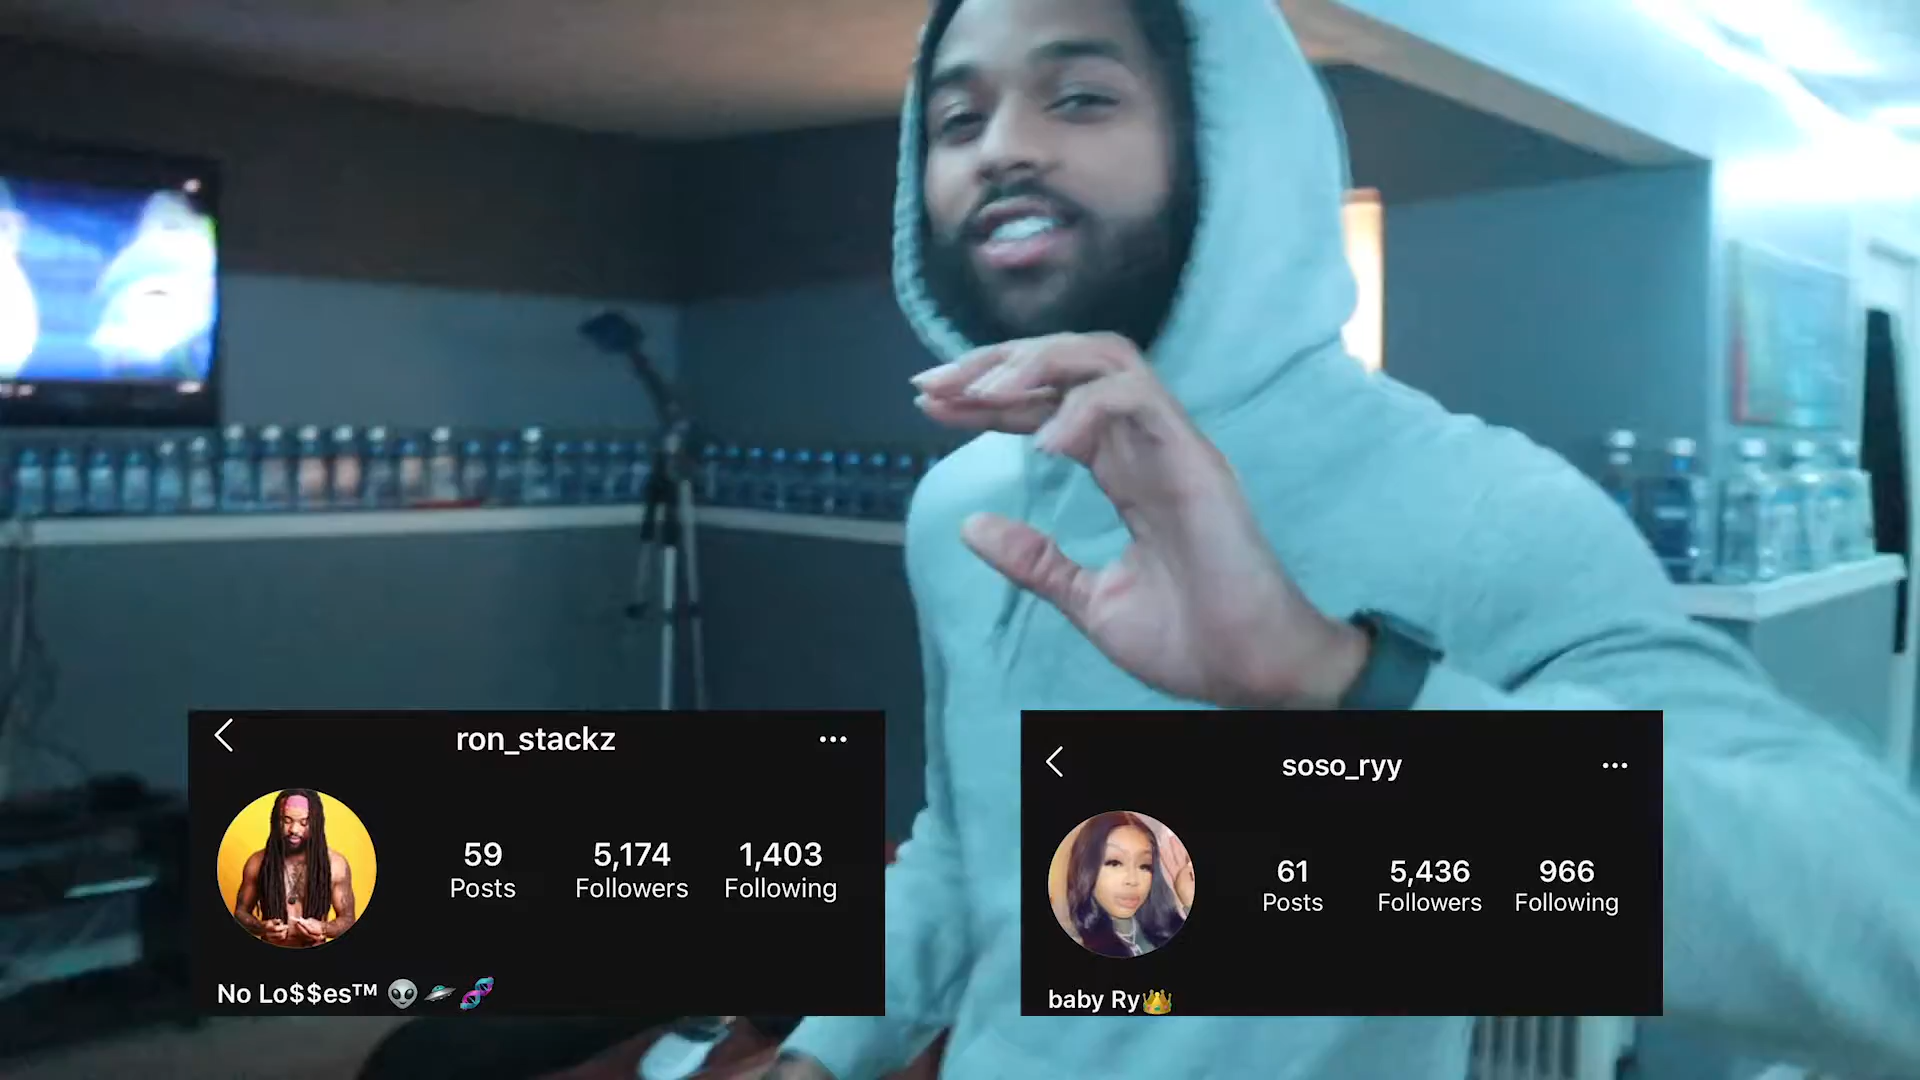 ron_stackz
59 5,174 1,403
Posts Followers Following
No Lo$$es™ 👽 🛸 🧬
soso_ryy
61 5,436 966
Posts Followers Following
baby Ry👑